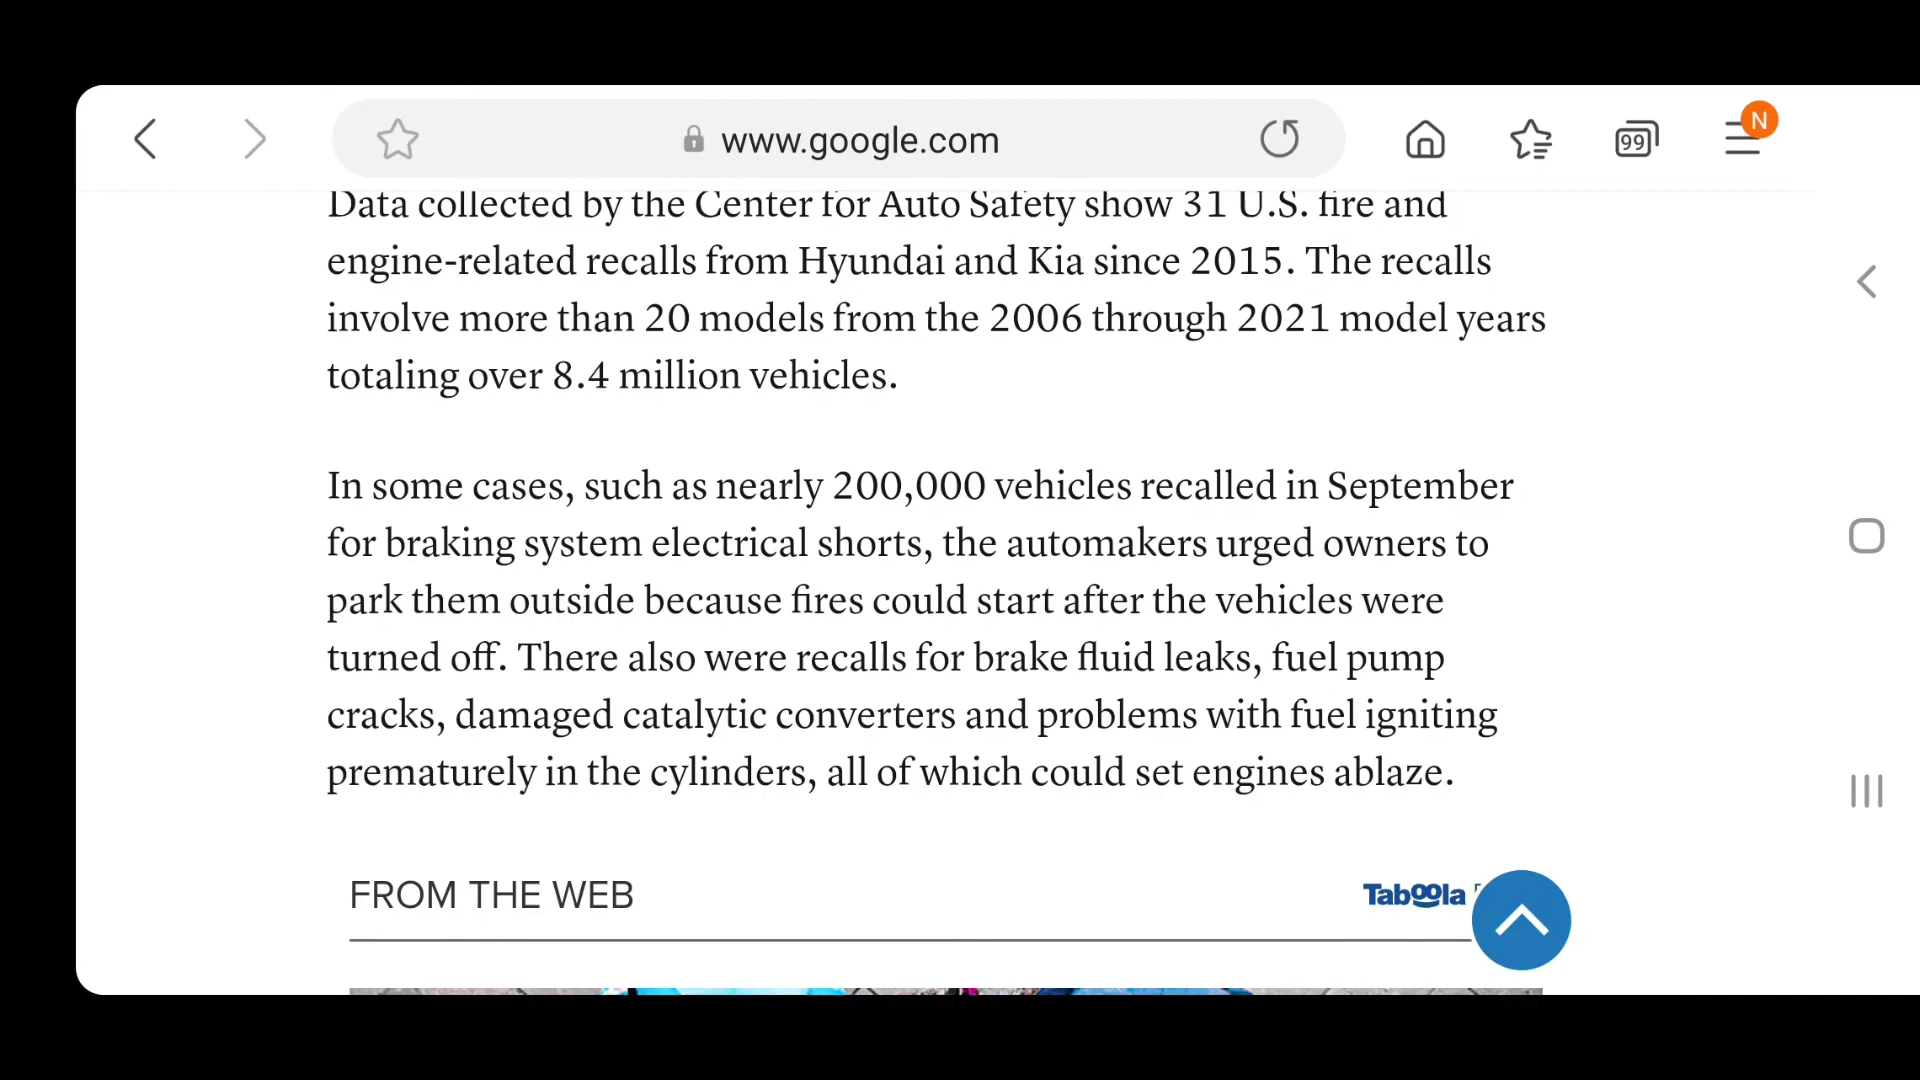 www.google.com
99
N
Data collected by the Center for Auto Safety show 31 U.S. fire and
engine-related recalls from Hyundai and Kia since 2015. The recalls
involve more than 20 models from the 2006 through 2021 model years
totaling over 8.4 million vehicles.
In some cases, such as nearly 200,000 vehicles recalled in September
for braking system electrical shorts, the automakers urged owners to
park them outside because fires could start after the vehicles were
turned off. There also were recalls for brake fluid leaks, fuel pump
cracks, damaged catalytic converters and problems with fuel igniting
prematurely in the cylinders, all of which could set engines ablaze.
FROM THE WEB
Taboola